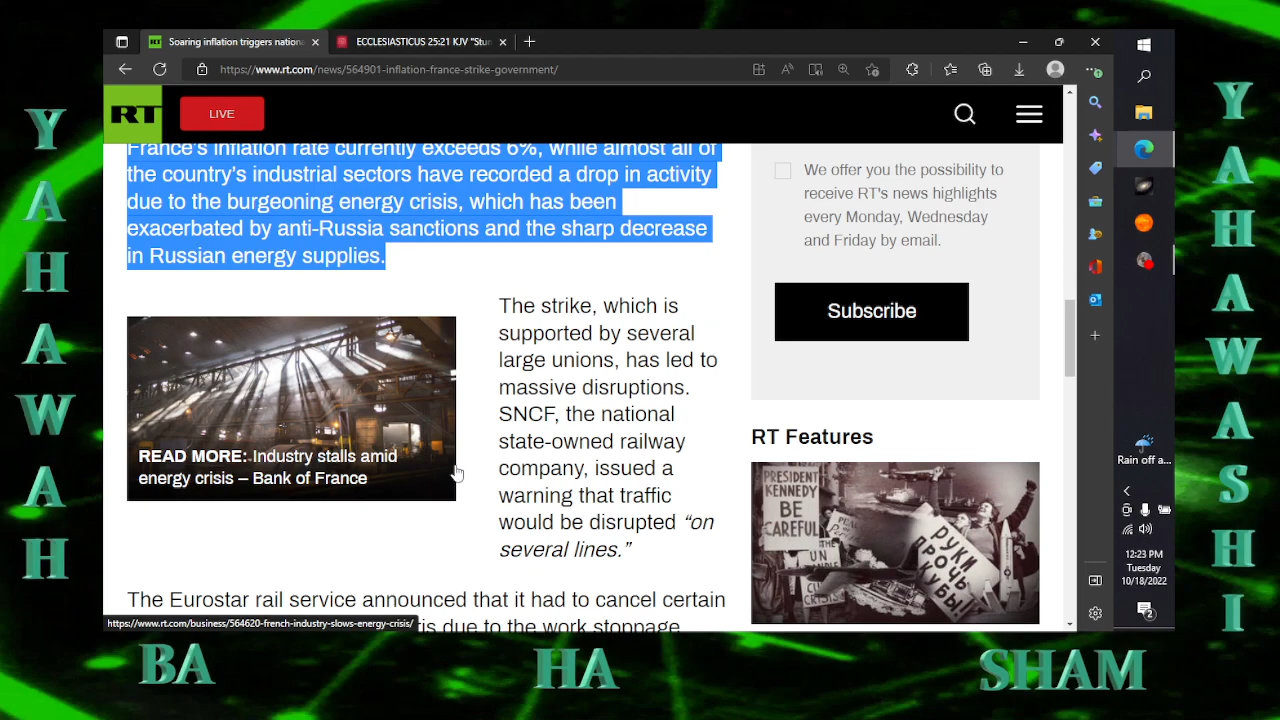 Soaring inflation triggers nation
ECCLESIASTICUS 25:21 KJV "Stum
https://www.rt.com/news/564901-inflation-france-strike-government/
RT
LIVE
France's inflation rate currently exceeds 6%, while almost all of
the country's industrial sectors have recorded a drop in activity
due to the burgeoning energy crisis, which has been
exacerbated by anti-Russia sanctions and the sharp decrease
in Russian energy supplies.
READ MORE: Industry stalls amid
energy crisis – Bank of France
The strike, which is
supported by several
large unions, has led to
massive disruptions.
SNCF, the national
state-owned railway
company, issued a
warning that traffic
would be disrupted “on
several lines.”
The Eurostar rail service announced that it had to cancel certain
is due to the work stoppage
https://www.rt.com/business/564620-french-industry-slows-energy-crisis/
We offer you the possibility to
receive RT's news highlights
every Monday, Wednesday
and Friday by email.
Subscribe
RT Features
PRESIDENT
KENNEDY
BE
CAREFUL
THE
UN
РУКИ
ПРОЧЬ
КУБЫ!
Rain off a...
12:23 PM
Tuesday
10/18/2022
2
YAHAWAH
YAHAWASHI
BA
HA
SHAM